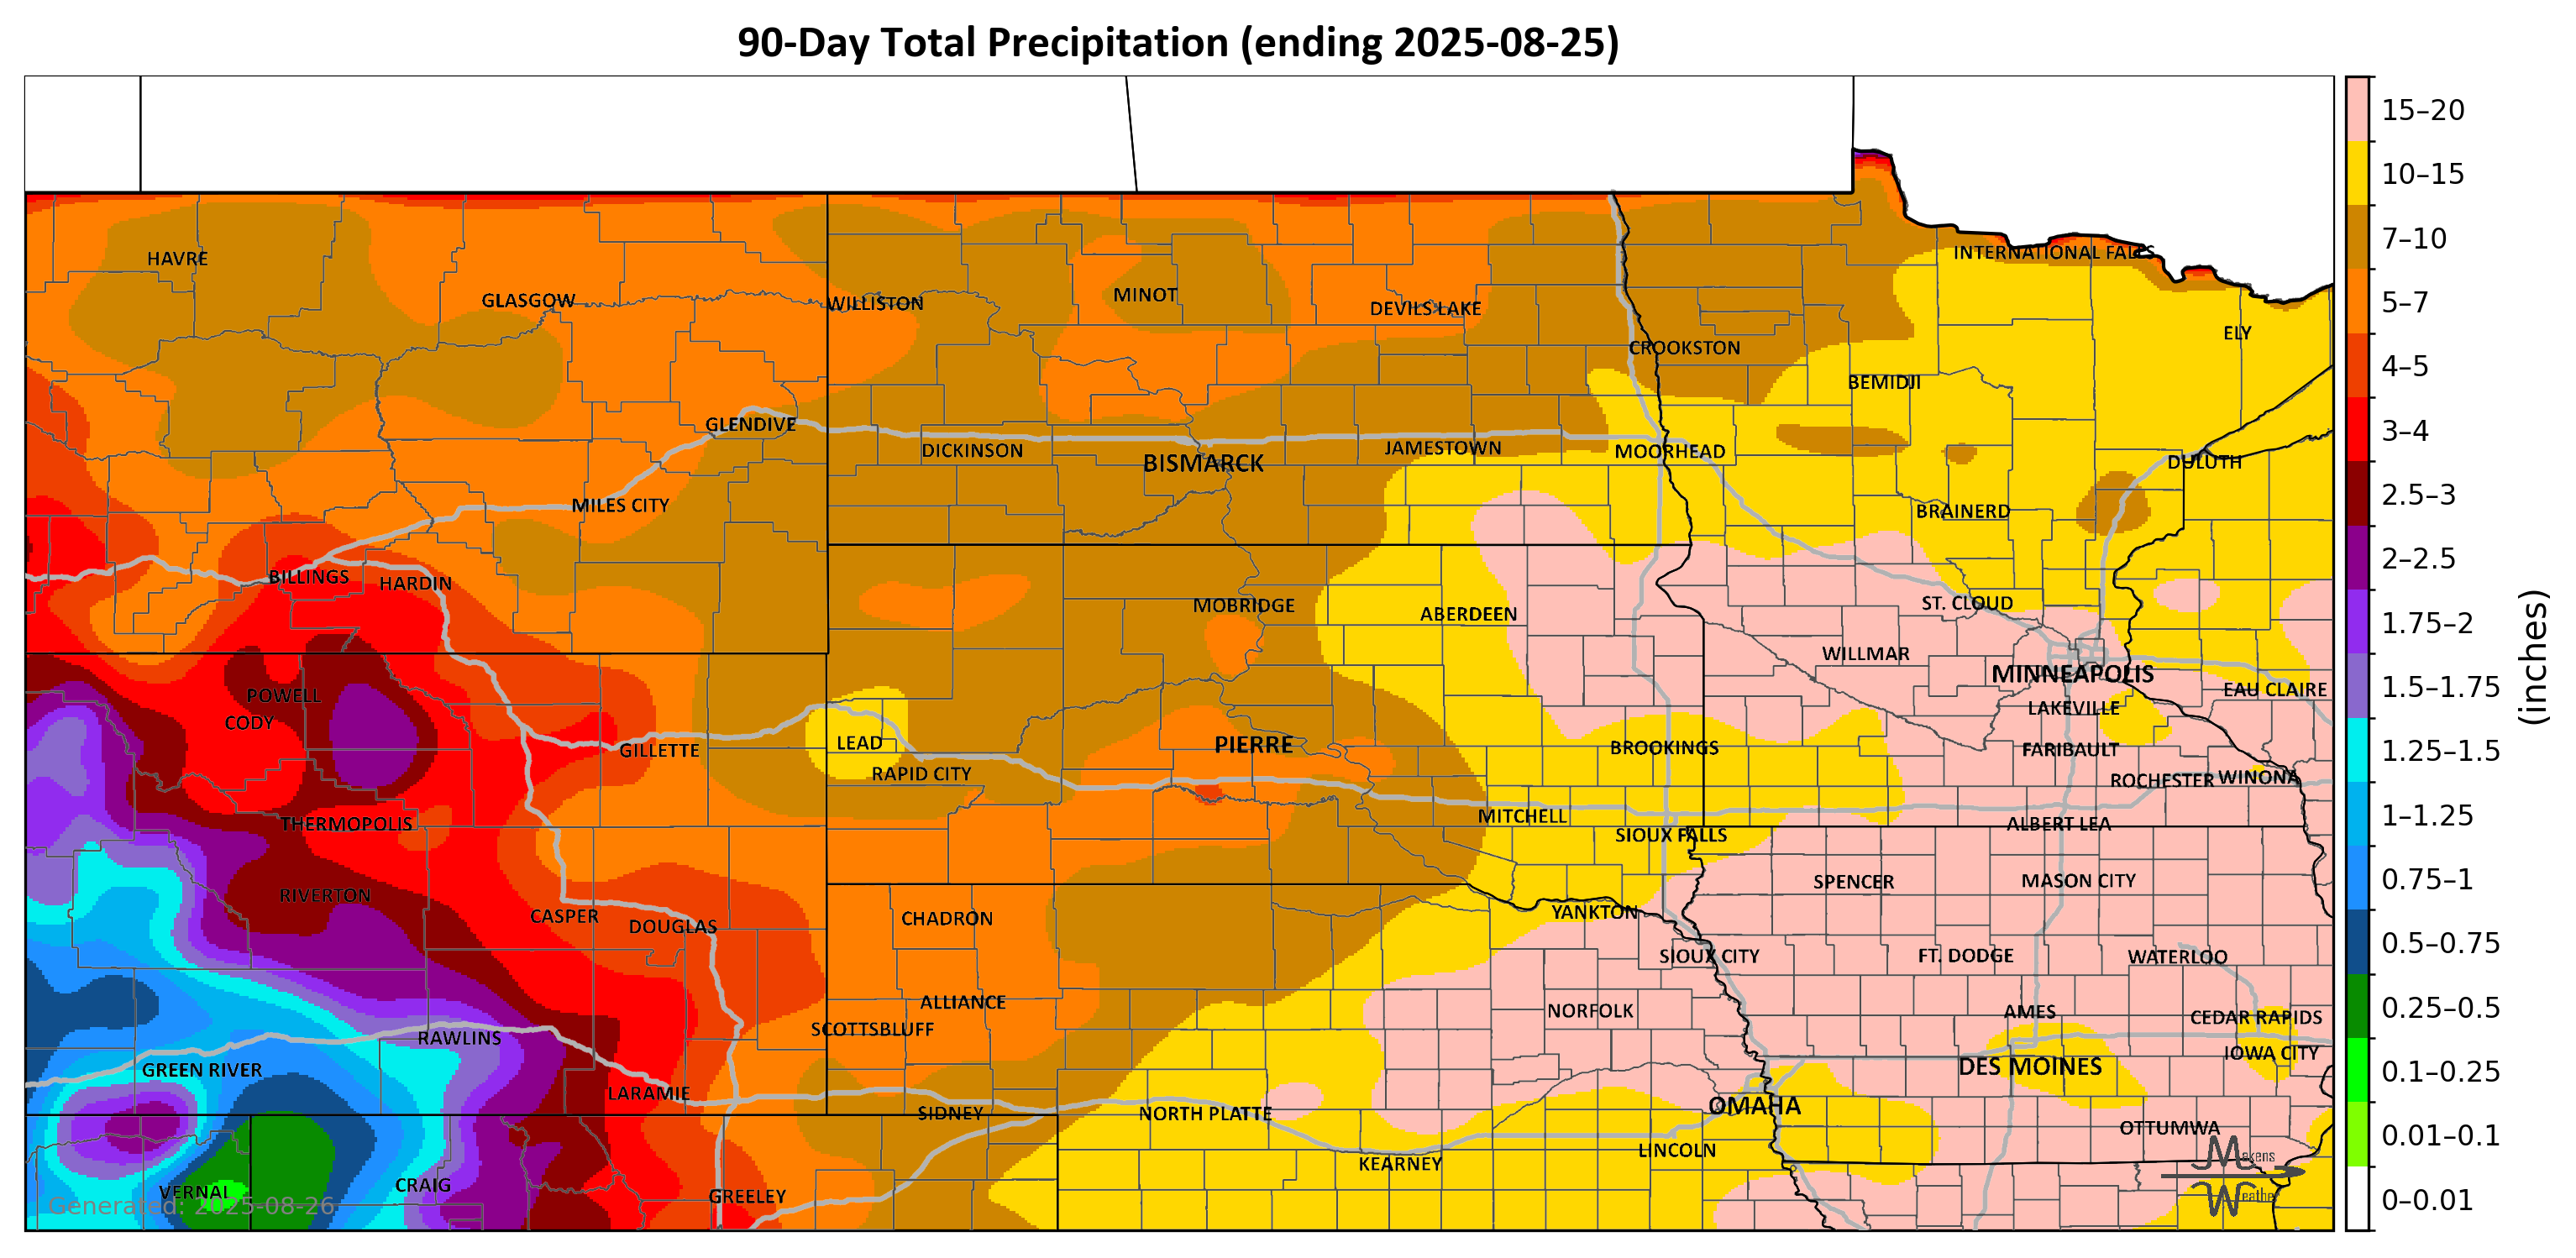 90-Day Total Precipitation (ending 2025-08-25)
15–20
10–15
INTERNATIONAL FALLS
7–10
HAVRE
GLASGOW
WILLISTON
MINOT
DEVILS LAKE
5–7
ELY
CROOKSTON
BEMIDJI
4–5
GLENDIVE
3–4
DICKINSON
BISMARCK
JAMESTOWN
MOORHEAD
DULUTH
MILES CITY
BRAINERD
2.5–3
2–2.5
BILLINGS
HARDIN
MOBRIDGE
ABERDEEN
ST. CLOUD
1.75–2
(inches)
WILLMAR
MINNEAPOLIS
POWELL
EAU CLAIRE
1.5–1.75
CODY
LAKEVILLE
GILLETTE
LEAD
PIERRE
BROOKINGS
FARIBAULT
1.25–1.5
RAPID CITY
ROCHESTER
WINONA
THERMOPOLIS
MITCHELL
SIOUX FALLS
ALBERT LEA
1–1.25
RIVERTON
SPENCER
MASON CITY
0.75–1
CASPER
DOUGLAS
CHADRON
YANKTON
SIOUX CITY
FT. DODGE
WATERLOO
0.5–0.75
ALLIANCE
NORFOLK
AMES
CEDAR RAPIDS
0.25–0.5
RAWLINS
SCOTTSBLUFF
GREEN RIVER
DES MOINES
IOWA CITY
0.1–0.25
LARAMIE
SIDNEY
NORTH PLATTE
OMAHA
OTTUMWA
0.01–0.1
LINCOLN
KEARNEY
Makens
Weather
VERNAL
CRAIG
GREELEY
0–0.01
Generated: 2025-08-26